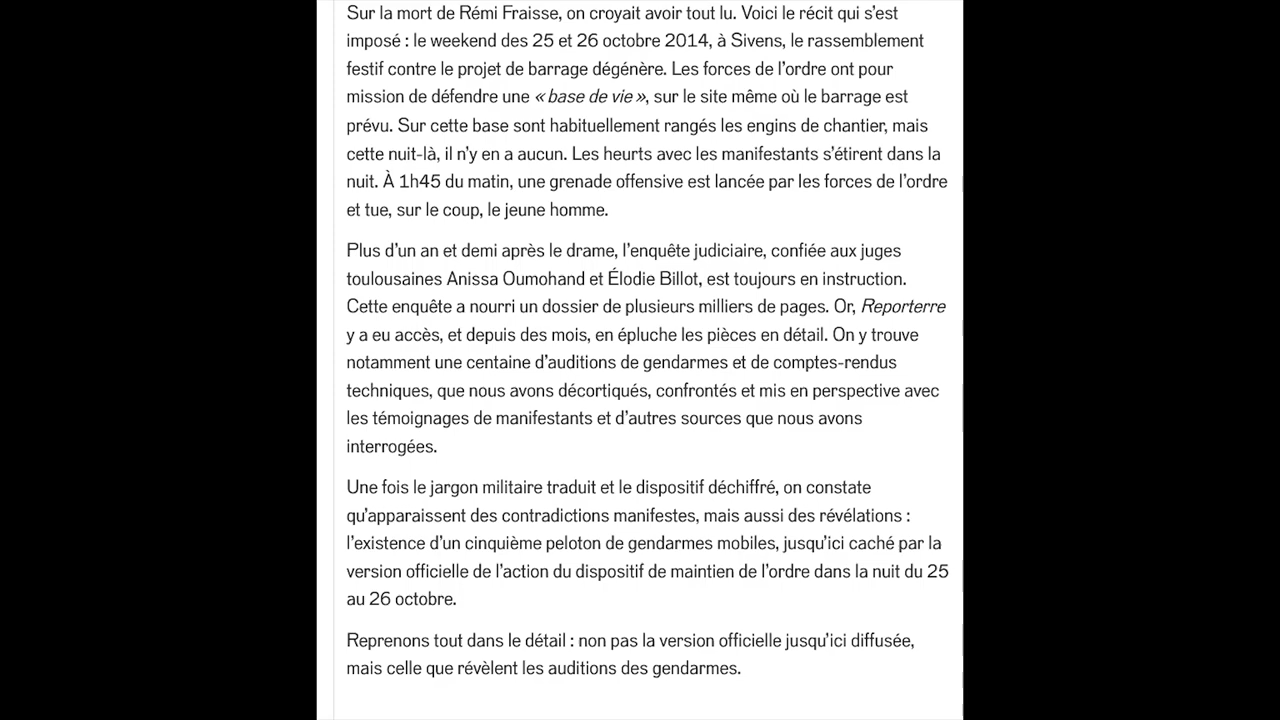 Sur la mort de Rémi Fraisse, on croyait avoir tout lu. Voici le récit qui s’est
imposé : le weekend des 25 et 26 octobre 2014, à Sivens, le rassemblement
festif contre le projet de barrage dégénère. Les forces de l’ordre ont pour
mission de défendre une « base de vie », sur le site même où le barrage est
prévu. Sur cette base sont habituellement rangés les engins de chantier, mais
cette nuit-là, il n’y en a aucun. Les heurts avec les manifestants s’étirent dans la
nuit. À 1h45 du matin, une grenade offensive est lancée par les forces de l’ordre
et tue, sur le coup, le jeune homme.
Plus d’un an et demi après le drame, l’enquête judiciaire, confiée aux juges
toulousaines Anissa Oumohand et Élodie Billot, est toujours en instruction.
Cette enquête a nourri un dossier de plusieurs milliers de pages. Or, Reporterre
y a eu accès, et depuis des mois, en épluche les pièces en détail. On y trouve
notamment une centaine d’auditions de gendarmes et de comptes-rendus
techniques, que nous avons décortiqués, confrontés et mis en perspective avec
les témoignages de manifestants et d’autres sources que nous avons
interrogées.
Une fois le jargon militaire traduit et le dispositif déchiffré, on constate
qu’apparaissent des contradictions manifestes, mais aussi des révélations :
l’existence d’un cinquième peloton de gendarmes mobiles, jusqu’ici caché par la
version officielle de l’action du dispositif de maintien de l’ordre dans la nuit du 25
au 26 octobre.
Reprenons tout dans le détail : non pas la version officielle jusqu’ici diffusée,
mais celle que révèlent les auditions des gendarmes.